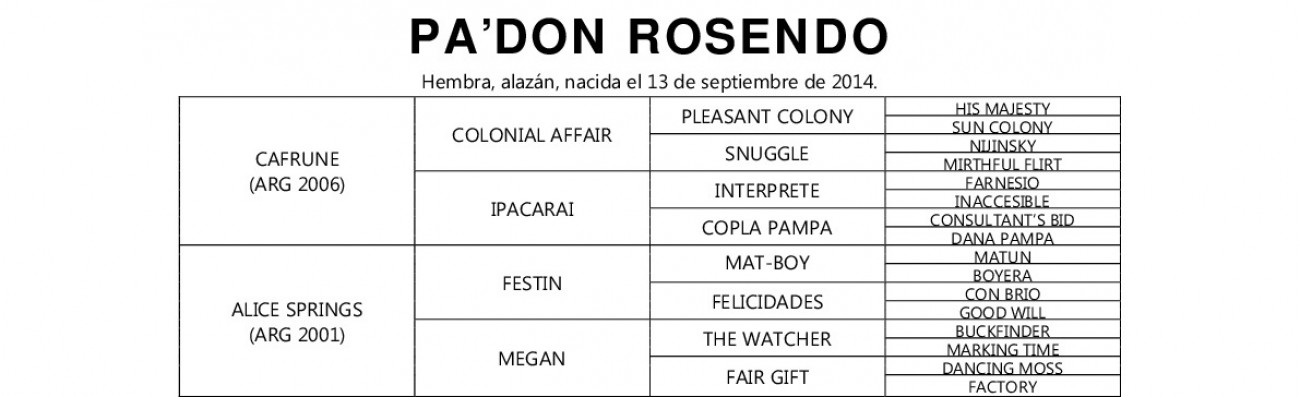 PA’DON ROSENDO
Hembra, alazán, nacida el 13 de septiembre de 2014.
CAFRUNE
(ARG 2006)
COLONIAL AFFAIR
PLEASANT COLONY
HIS MAJESTY
SUN COLONY
SNUGGLE
NIJINSKY
MIRTHFUL FLIRT
IPACARAI
INTERPRETE
FARNESIO
INACCESIBLE
COPLA PAMPA
CONSULTANT’S BID
DANA PAMPA
ALICE SPRINGS
(ARG 2001)
FESTIN
MAT-BOY
MATUN
BOYERA
FELICIDADES
CON BRIO
GOOD WILL
MEGAN
THE WATCHER
BUCKFINDER
MARKING TIME
FAIR GIFT
DANCING MOSS
FACTORY